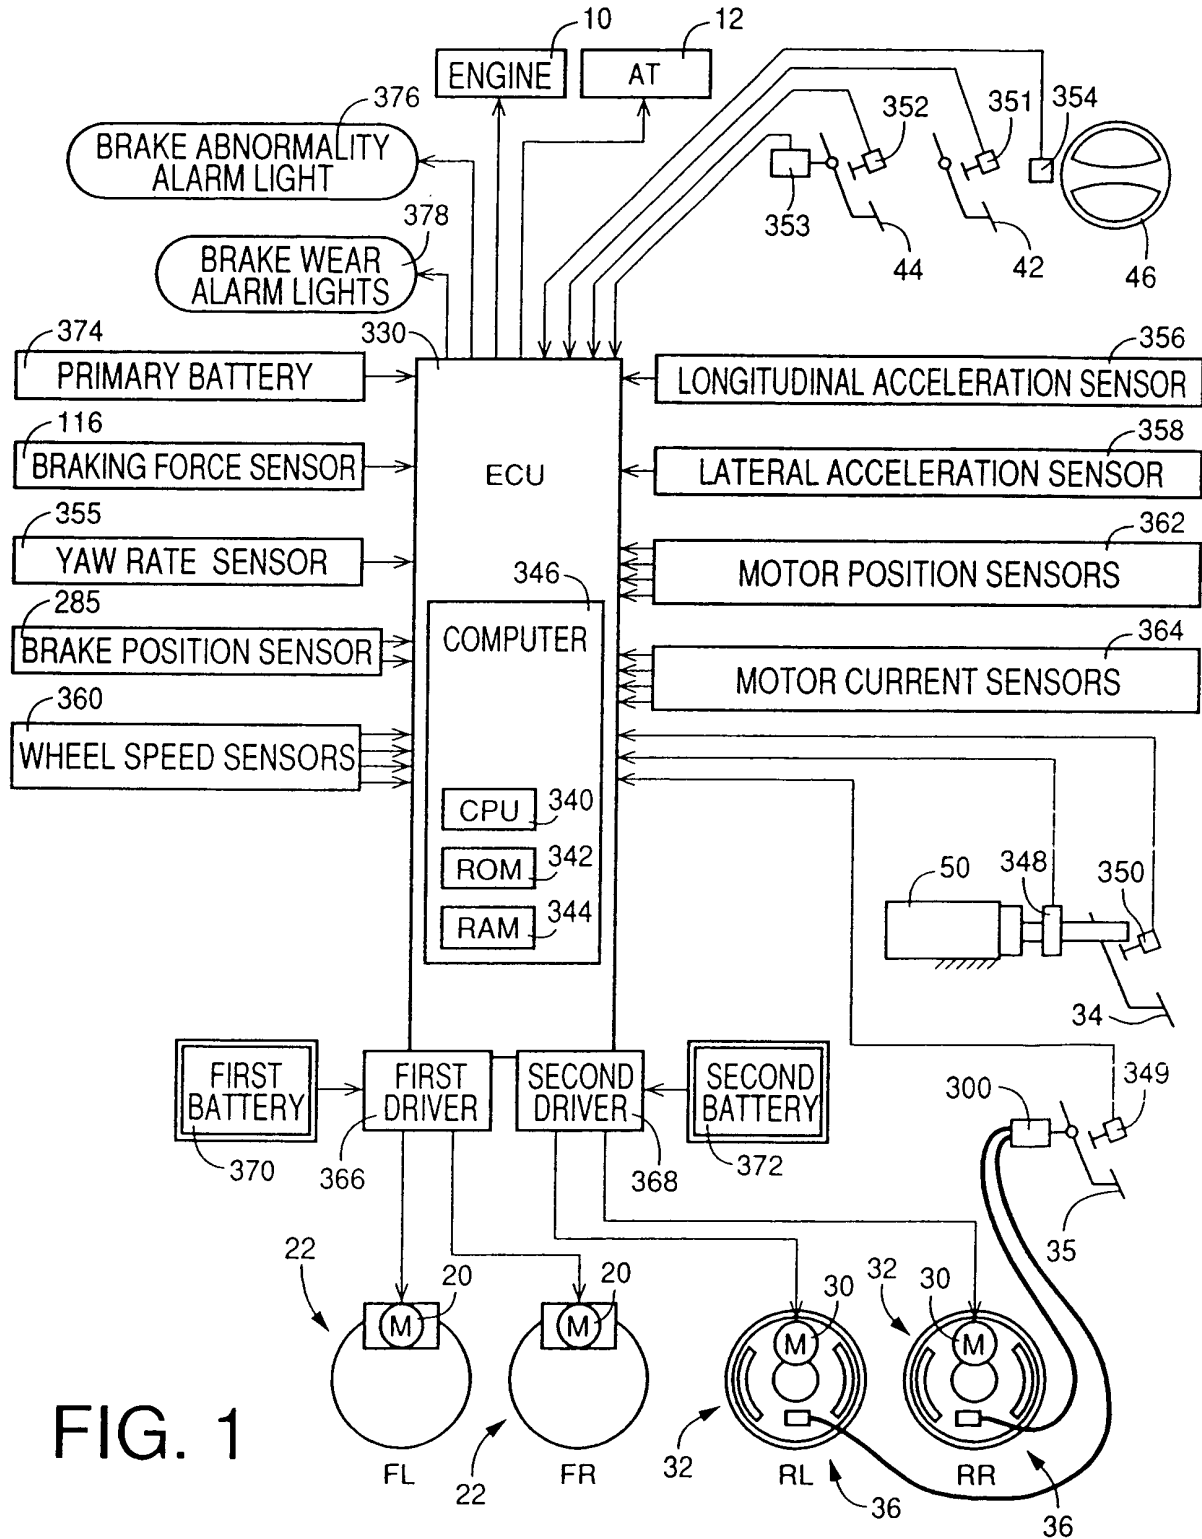 10
12
ENGINE
AT
376
352
351
354
BRAKE ABNORMALITY
ALARM LIGHT
353
378
44
42
46
BRAKE WEAR
ALARM LIGHTS
374
330
356
PRIMARY BATTERY
LONGITUDINAL ACCELERATION SENSOR
116
358
BRAKING FORCE SENSOR
ECU
LATERAL ACCELERATION SENSOR
355
362
YAW RATE SENSOR
346
MOTOR POSITION SENSORS
285
COMPUTER
364
BRAKE POSITION SENSOR
MOTOR CURRENT SENSORS
360
WHEEL SPEED SENSORS
CPU
340
ROM
342
RAM
344
50
348
350
34
FIRST
BATTERY
370
FIRST
DRIVER
366
SECOND
DRIVER
368
SECOND
BATTERY
372
300
349
35
22
20
20
30
32
30
M
M
M
M
FIG. 1
22
32
36
36
FL
FR
RL
RR